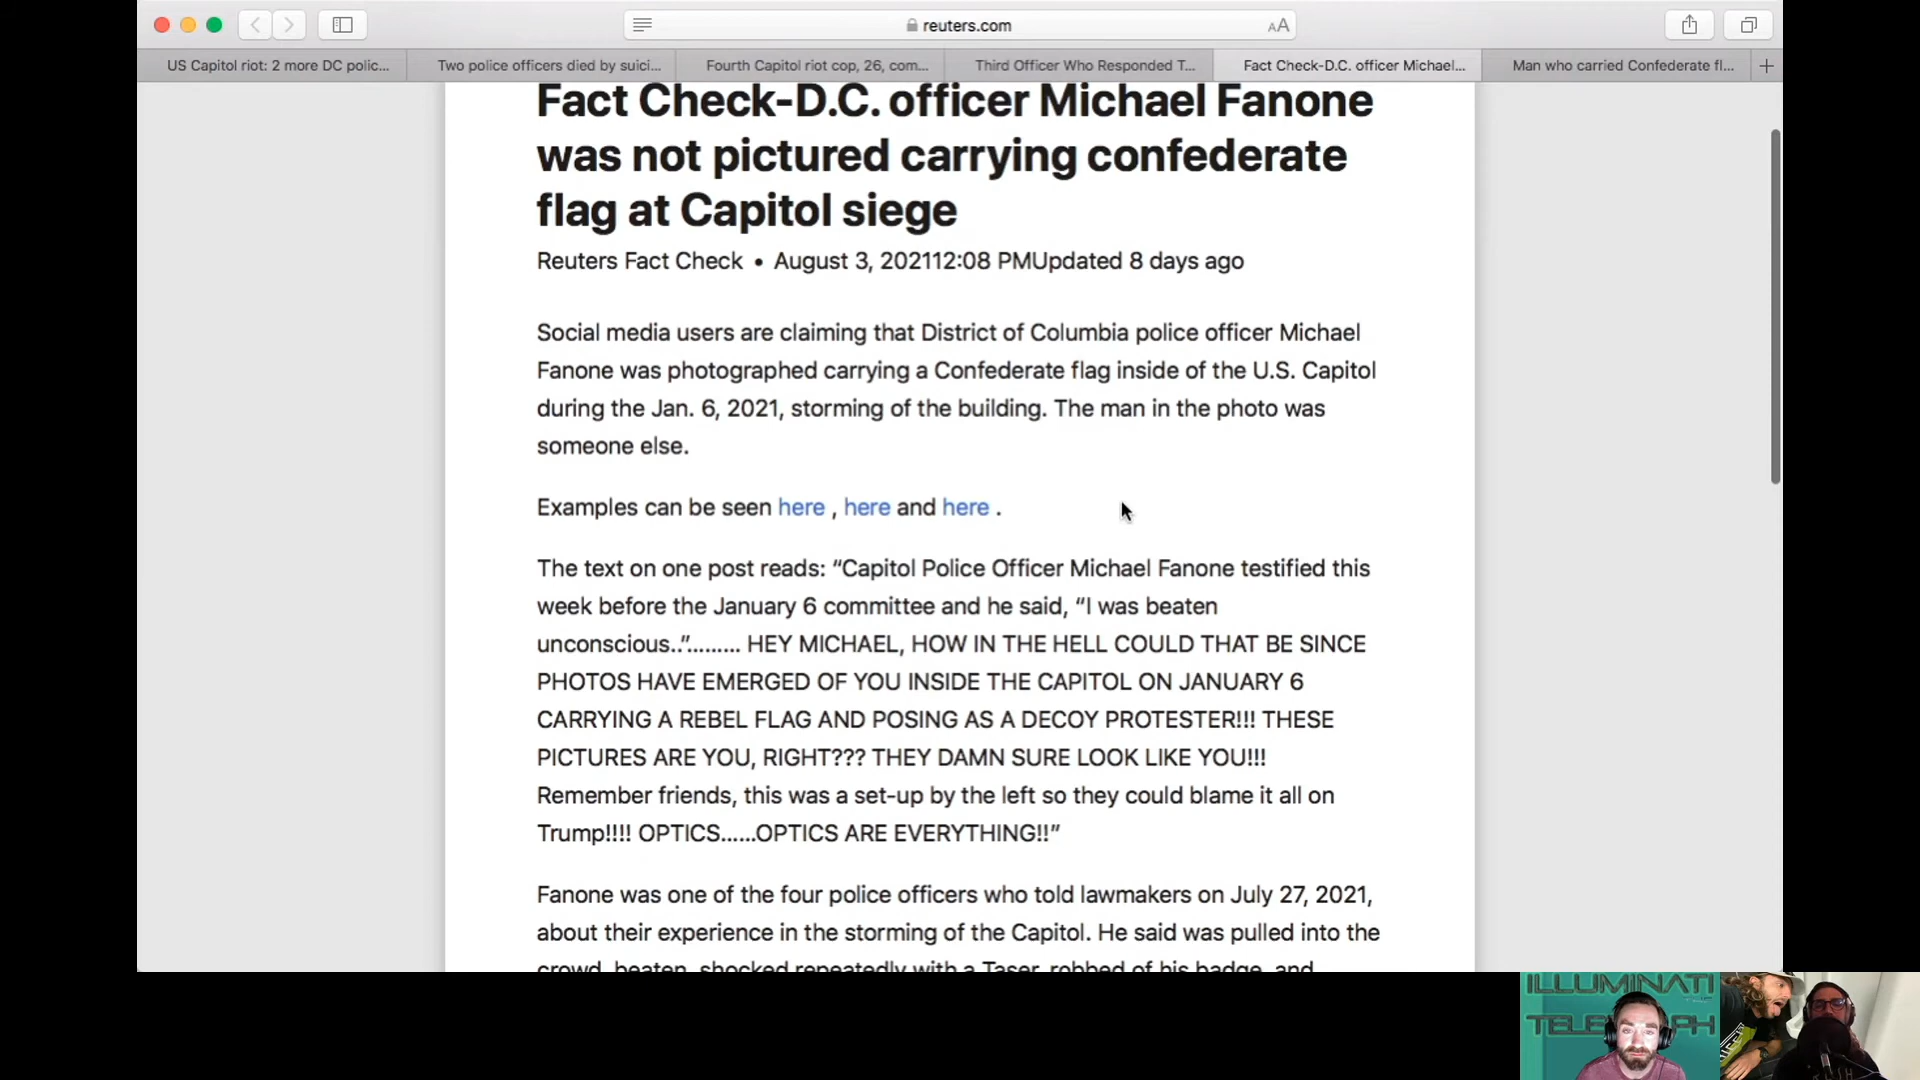 reuters.com
AA
US Capitol riot: 2 more DC polic...
Two police officers died by suici...
Fourth Capitol riot cop, 26, com...
Third Officer Who Responded T...
Fact Check-D.C. officer Michael...
Man who carried Confederate fl...
Fact Check-D.C. officer Michael Fanone
was not pictured carrying confederate
flag at Capitol siege
Reuters Fact Check • August 3, 202112:08 PMUpdated 8 days ago
Social media users are claiming that District of Columbia police officer Michael
Fanone was photographed carrying a Confederate flag inside of the U.S. Capitol
during the Jan. 6, 2021, storming of the building. The man in the photo was
someone else.
Examples can be seen here , here and here .
The text on one post reads: “Capitol Police Officer Michael Fanone testified this
week before the January 6 committee and he said, “I was beaten
unconscious..”......... HEY MICHAEL, HOW IN THE HELL COULD THAT BE SINCE
PHOTOS HAVE EMERGED OF YOU INSIDE THE CAPITOL ON JANUARY 6
CARRYING A REBEL FLAG AND POSING AS A DECOY PROTESTER!!! THESE
PICTURES ARE YOU, RIGHT??? THEY DAMN SURE LOOK LIKE YOU!!!
Remember friends, this was a set-up by the left so they could blame it all on
Trump!!!! OPTICS......OPTICS ARE EVERYTHING!!”
Fanone was one of the four police officers who told lawmakers on July 27, 2021,
about their experience in the storming of the Capitol. He said was pulled into the
crowd, beaten, shocked repeatedly with a Taser, robbed of his badge, and
ILLUMINATI